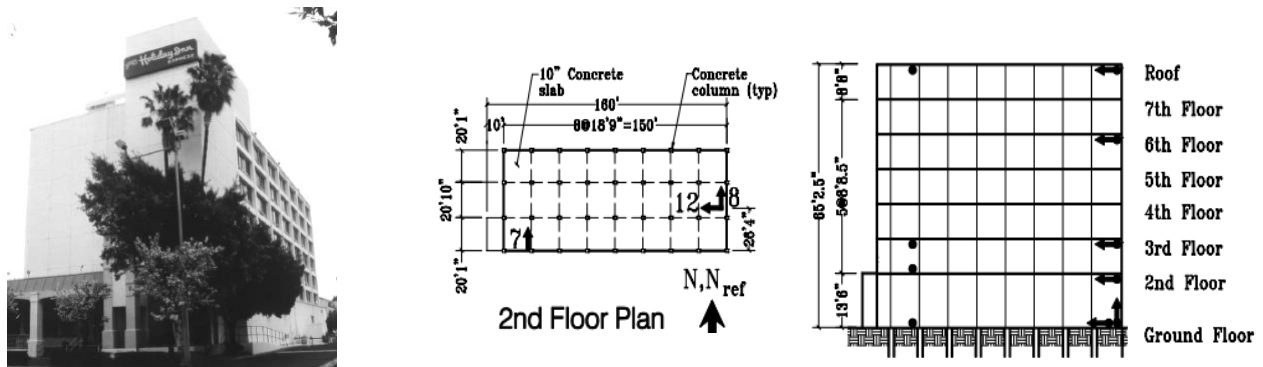 Holiday Inn
EXPRESS
10" Concrete
slab
Concrete
column (typ)
160'
10'
8@18'9"=150'
20'1"
20'10"
20'1"
12
8
7
26'4"
N,Nref
2nd Floor Plan
65'2.5"
8'8"
5@8'8.5"
13'6"
Roof
7th Floor
6th Floor
5th Floor
4th Floor
3rd Floor
2nd Floor
Ground Floor